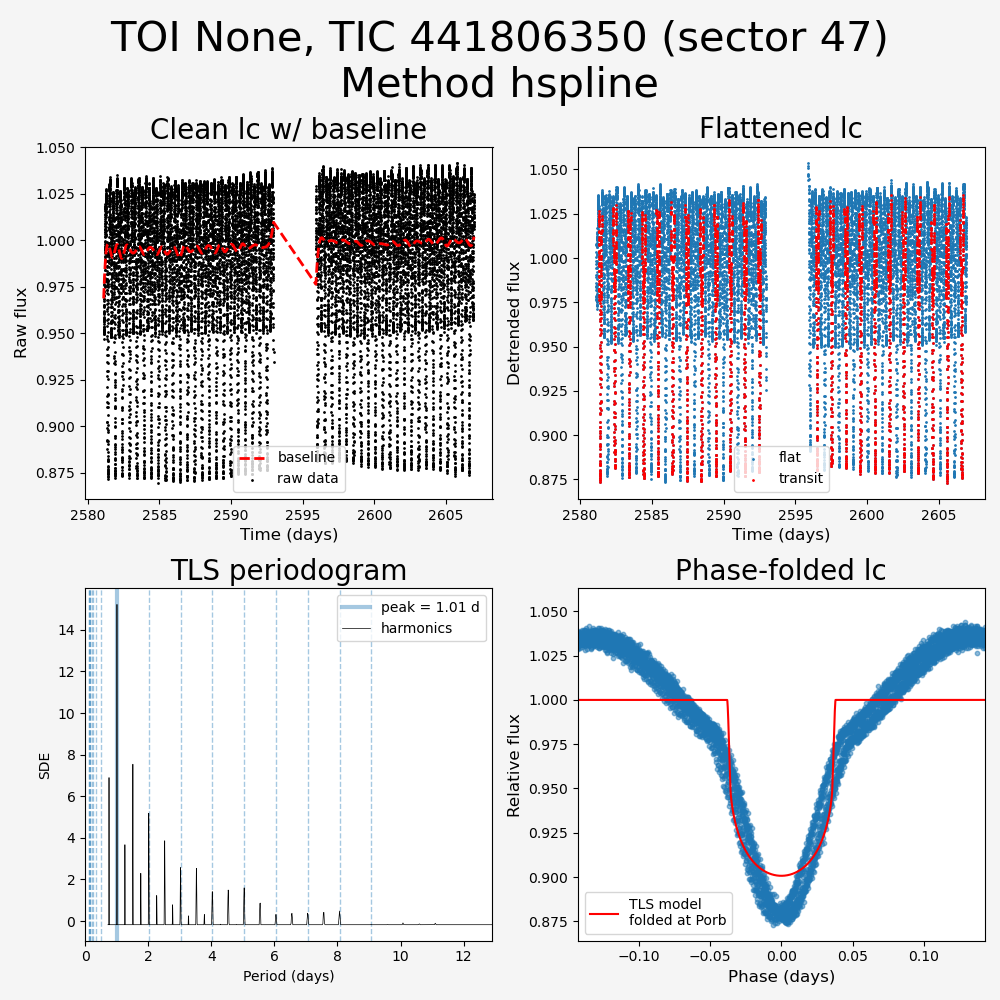 TOI None, TIC 441806350 (sector 47)
Method hspline
Clean lc w/ baseline
Raw flux
1.050
1.025
1.000
0.975
0.950
0.925
0.900
0.875
baseline
raw data
2580 2585 2590 2595 2600 2605
Time (days)
Flattened lc
Detrended flux
1.050
1.025
1.000
0.975
0.950
0.925
0.900
0.875
flat
transit
2580 2585 2590 2595 2600 2605
Time (days)
TLS periodogram
SDE
14
12
10
8
6
4
2
0
peak = 1.01 d
harmonics
0 2 4 6 8 10 12
Period (days)
Phase-folded lc
Relative flux
1.050
1.025
1.000
0.975
0.950
0.925
0.900
0.875
TLS model
folded at Porb
−0.10 −0.05 0.00 0.05 0.10
Phase (days)